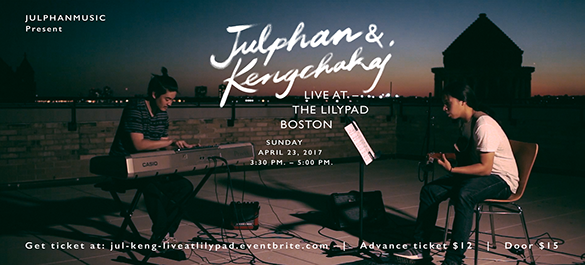 JULPHANMUSIC
Present
Julphan &
Kengchakaj
LIVE AT
THE LILYPAD
BOSTON
SUNDAY
APRIL 23, 2017
3:30 PM. – 5:00 PM.
CASIO
Get ticket at: jul-keng-liveatlilypad.eventbrite.com | Advance ticket $12 | Door $15